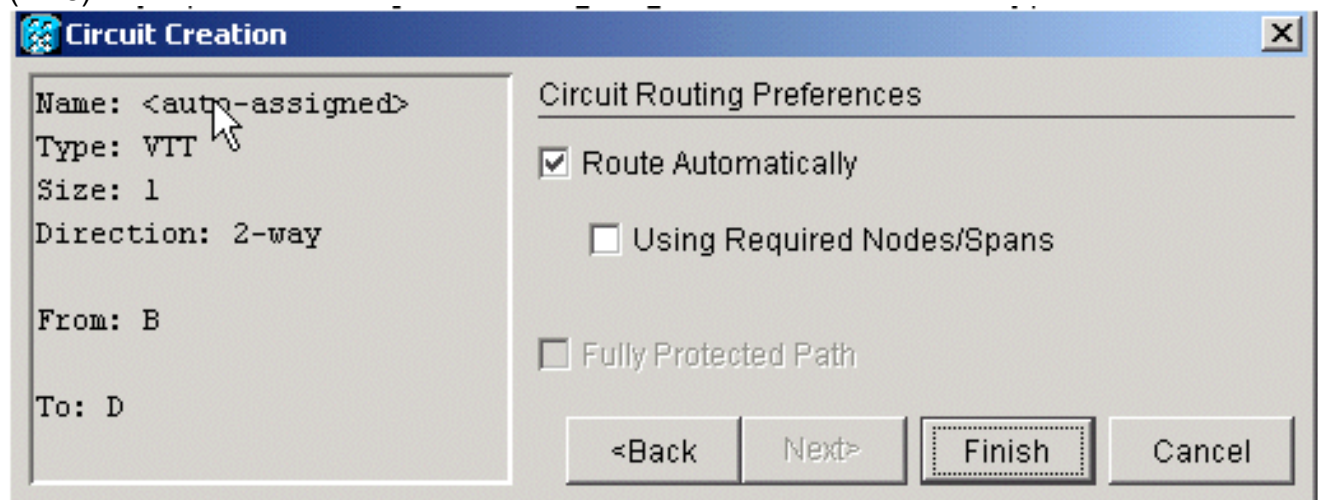 Circuit Creation
Name: <auto-assigned>
Type: VTT
Size: 1
Direction: 2-way
From: B
To: D
Circuit Routing Preferences
Route Automatically
Using Required Nodes/Spans
Fully Protected Path
<Back
Next>
Finish
Cancel